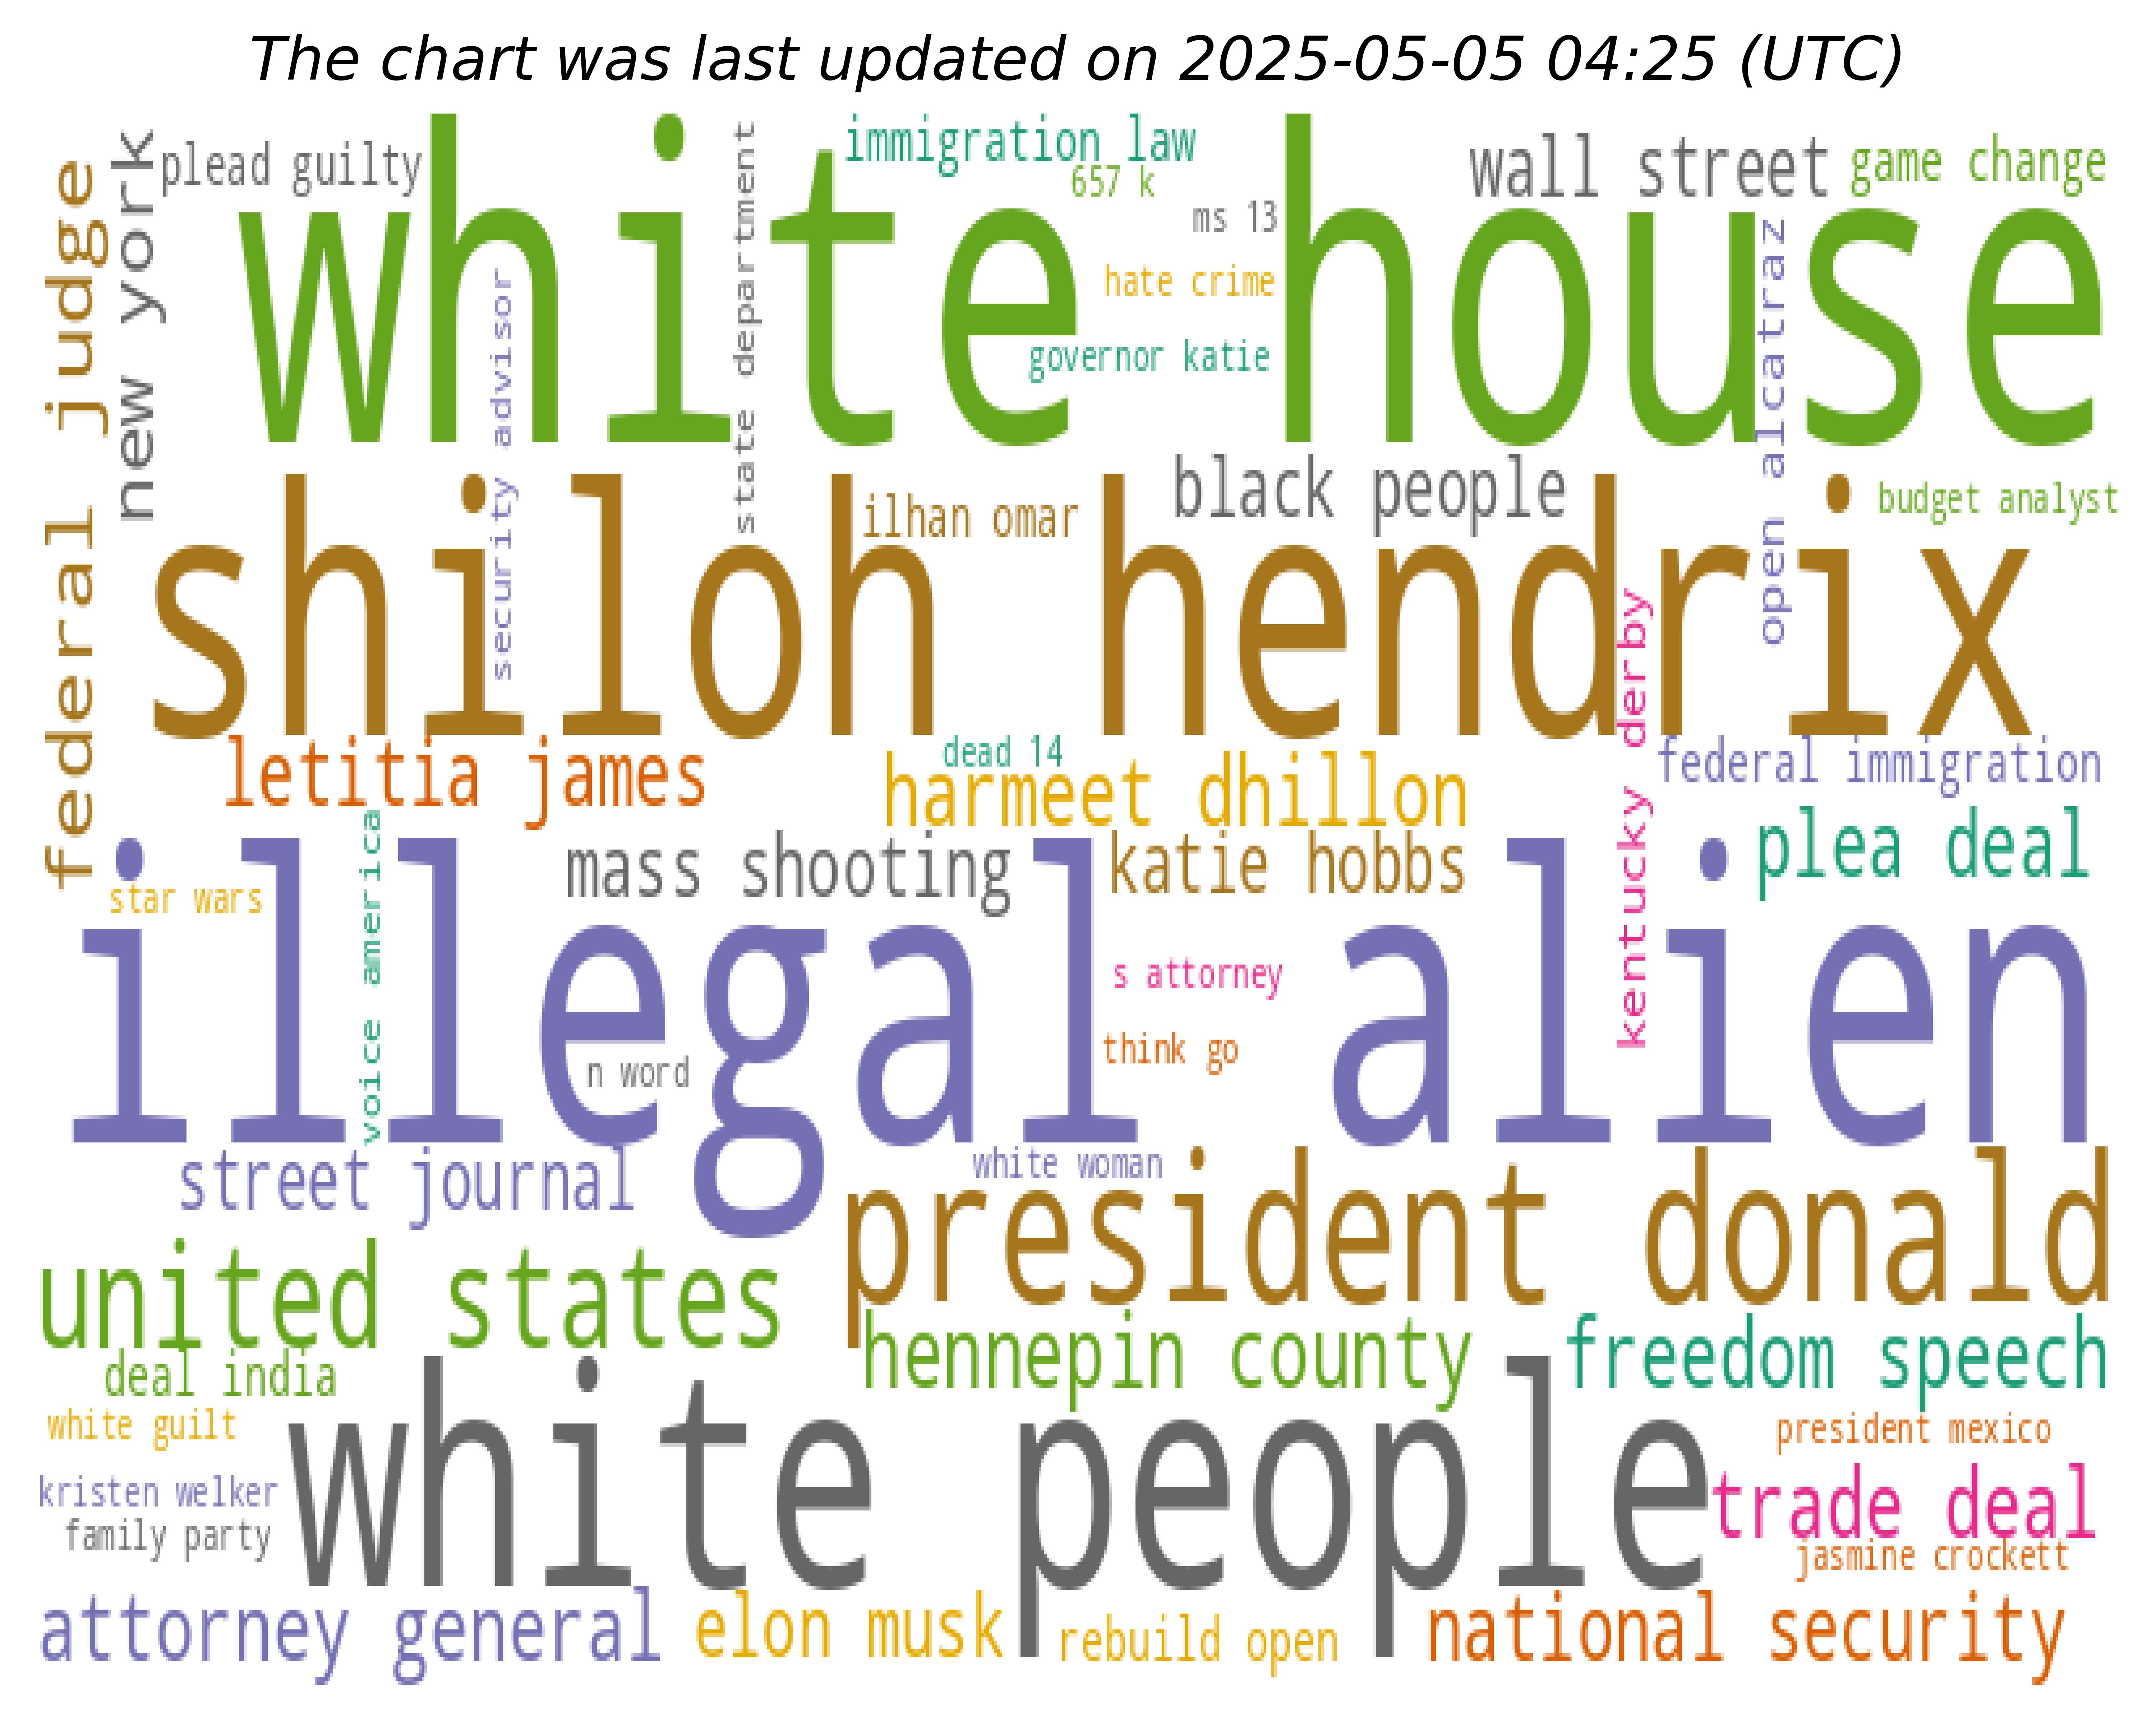 The chart was last updated on 2025-05-05 04:25 (UTC)
federal judge
new york
plead guilty
white house
state department
immigration law
657 k
ms 13
hate crime
governor katie
wall street
game change
security advisor
open alcatraz
black people
ilhan omar
budget analyst
shiloh hendrix
kentucky derby
letitia james
dead 14
harmeet dhillon
federal immigration
voice america
mass shooting
katie hobbs
plea deal
star wars
illegal alien
s attorney
think go
n word
street journal
white woman
president donald
united states
hennepin county
freedom speech
deal india
white guilt
white people
president mexico
kristen welker
trade deal
family party
jasmine crockett
attorney general
elon musk
rebuild open
national security